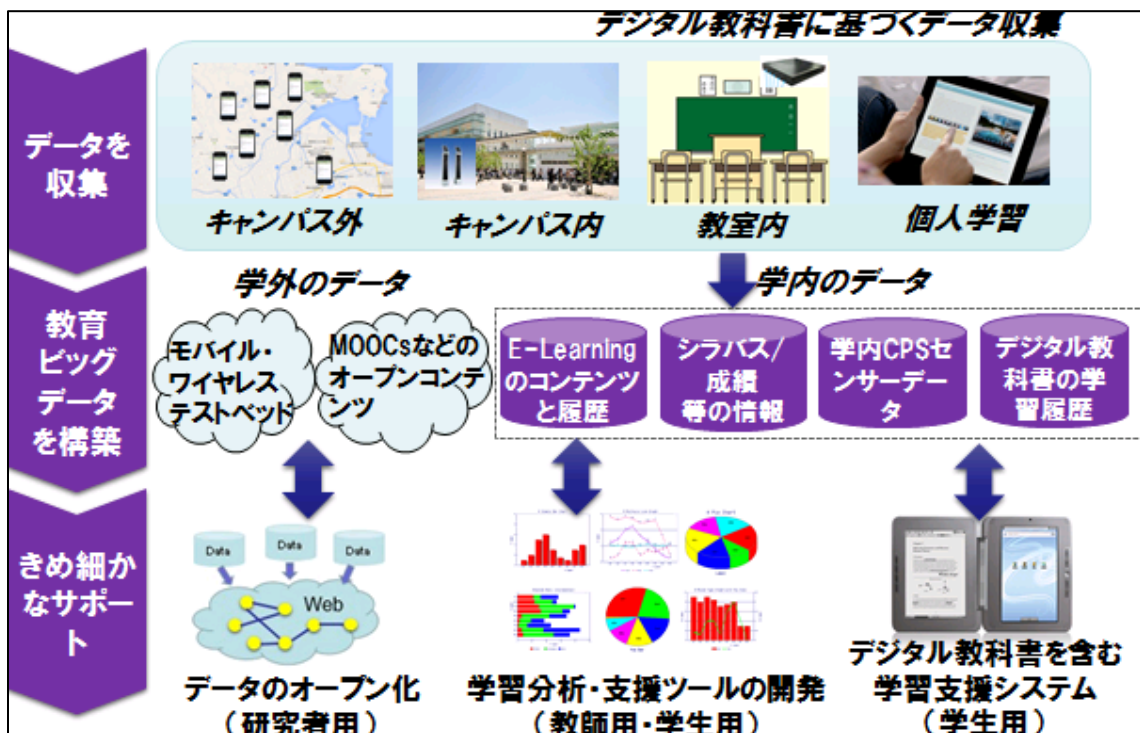 デジタル教科書に基づくデータ収集
データを
収集
キャンパス外
キャンパス内
教室内
個人学習
学外のデータ
学内のデータ
教育
ビッグ
データ
を構築
モバイル・
ワイヤレス
テストベッド
MOOCsなどの
オープンコンテ
ンツ
E-Learning
のコンテンツ
と履歴
シラバス/
成績
等の情報
学内CPSセ
ンサーデー
タ
デジタル教
科書の学
習履歴
きめ細か
なサポー
ト
Data
Data
Data
Web
データのオープン化
(研究者用)
学習分析・支援ツールの開発
(教師用・学生用)
デジタル教科書を含む
学習支援システム
(学生用)